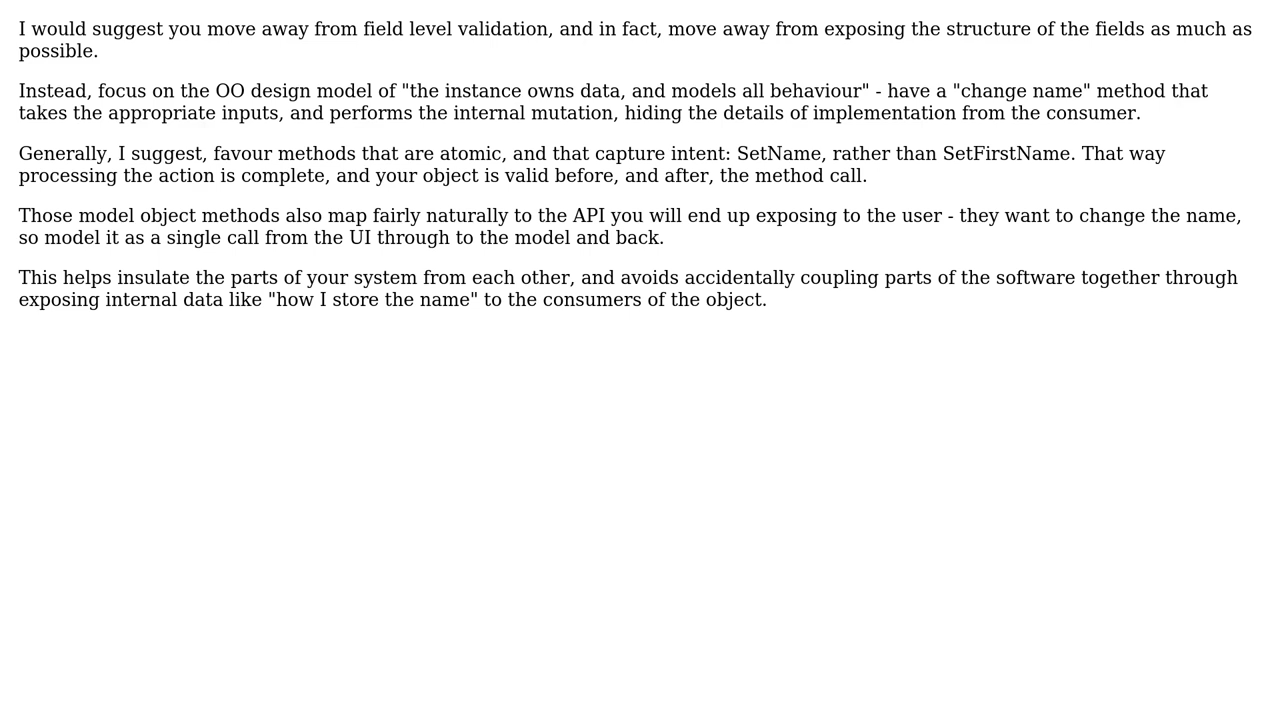 I would suggest you move away from field level validation, and in fact, move away from exposing the structure of the fields as much as
possible.
Instead, focus on the OO design model of "the instance owns data, and models all behaviour" - have a "change name" method that
takes the appropriate inputs, and performs the internal mutation, hiding the details of implementation from the consumer.
Generally, I suggest, favour methods that are atomic, and that capture intent: SetName, rather than SetFirstName. That way
processing the action is complete, and your object is valid before, and after, the method call.
Those model object methods also map fairly naturally to the API you will end up exposing to the user - they want to change the name,
so model it as a single call from the UI through to the model and back.
This helps insulate the parts of your system from each other, and avoids accidentally coupling parts of the software together through
exposing internal data like "how I store the name" to the consumers of the object.